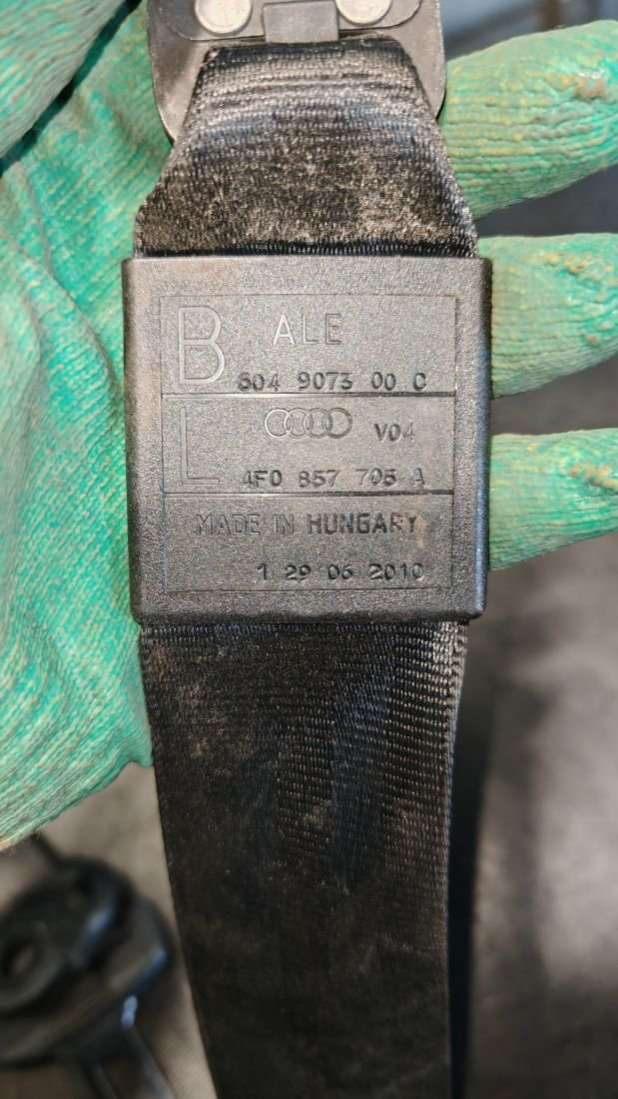 B ALE
604 9073 00 C
L V04
4F0 857 705 A
MADE IN HUNGARY
1 29 06 2010